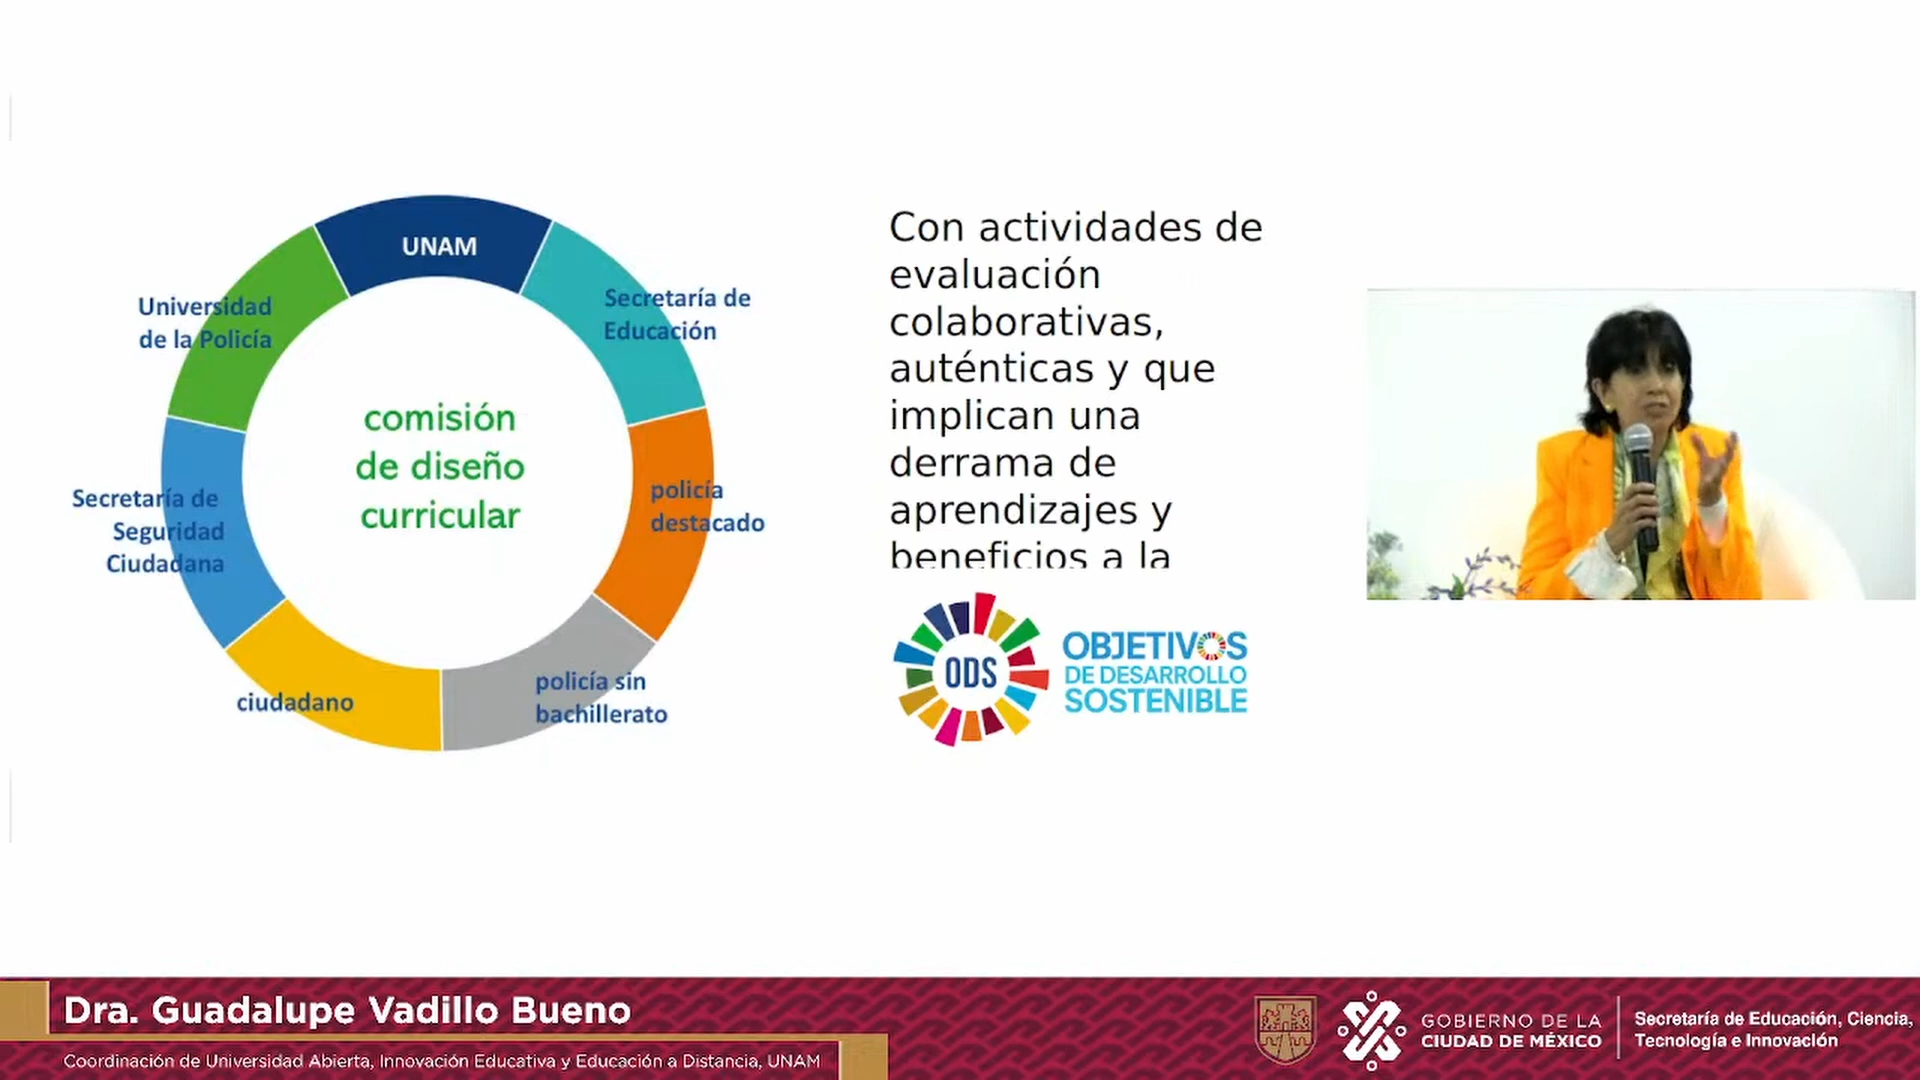 UNAM
Universidad
de la Policía
Secretaría de
Educación
comisión
de diseño
curricular
Secretaría de
Seguridad
Ciudadana
policía
destacado
ciudadano
policía sin
bachillerato
Con actividades de
evaluación
colaborativas,
auténticas y que
implican una
derrama de
aprendizajes y
beneficios a la
ODS
OBJETIVOS
DE DESARROLLO
SOSTENIBLE
Dra. Guadalupe Vadillo Bueno
Coordinación de Universidad Abierta, Innovación Educativa y Educación a Distancia, UNAM
GOBIERNO DE LA
CIUDAD DE MÉXICO
Secretaría de Educación, Ciencia,
Tecnología e Innovación